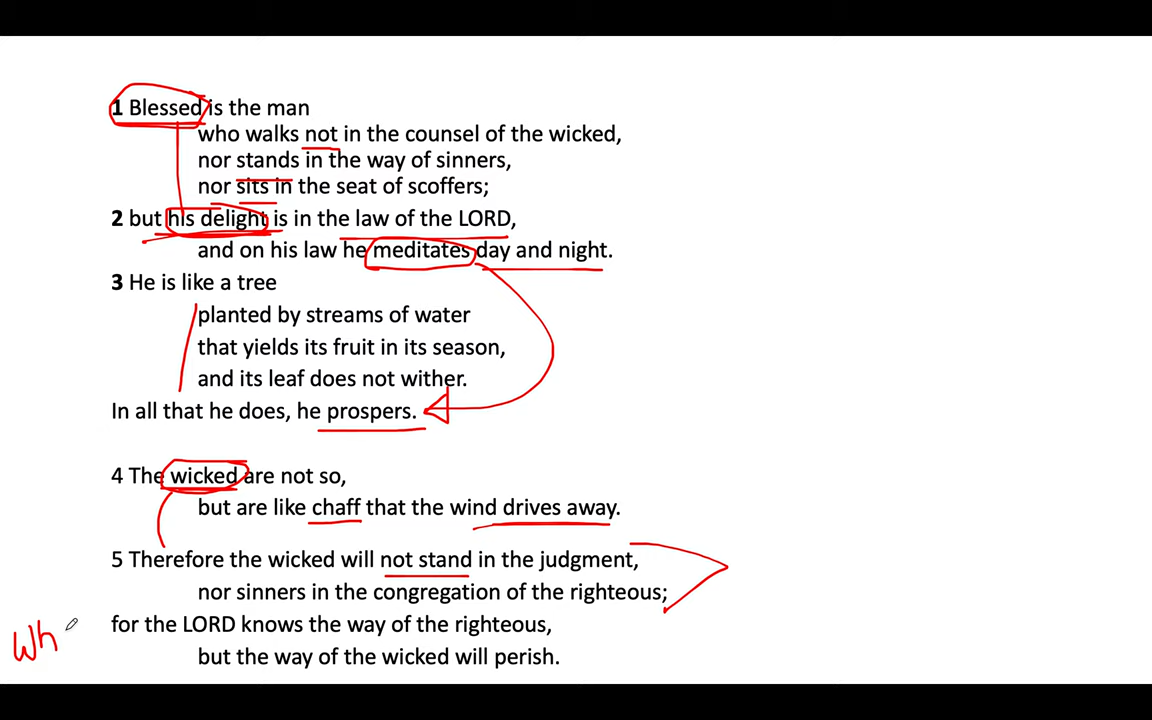 1 Blessed is the man
who walks not in the counsel of the wicked,
nor stands in the way of sinners,
nor sits in the seat of scoffers;
2 but his delight is in the law of the LORD,
and on his law he meditates day and night.
3 He is like a tree
planted by streams of water
that yields its fruit in its season,
and its leaf does not wither.
In all that he does, he prospers.
4 The wicked are not so,
but are like chaff that the wind drives away.
5 Therefore the wicked will not stand in the judgment,
nor sinners in the congregation of the righteous;
for the LORD knows the way of the righteous,
Wh
but the way of the wicked will perish.